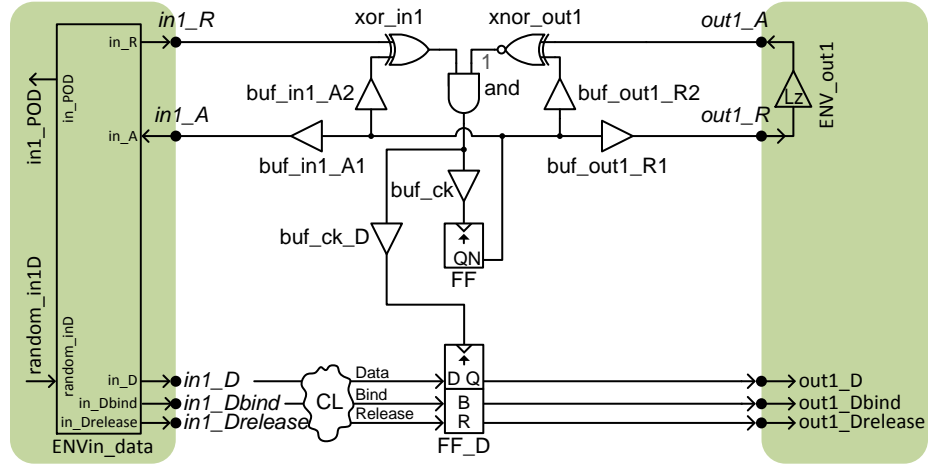 in1_R
xor_in1
xnor_out1
out1_A
in_R
1
and
in1_POD
in_POD
buf_in1_A2
buf_out1_R2
Lz
ENV_out1
in1_A
out1_R
in_A
buf_in1_A1
buf_out1_R1
buf_ck
buf_ck_D
QN
FF
random_in1D
random_inD
in_D
in1_D
CL
Data
D Q
out1_D
in_Dbind
in1_Dbind
Bind
B
out1_Dbind
in_Drelease
in1_Drelease
Release
R
out1_Drelease
ENVin_data
FF_D